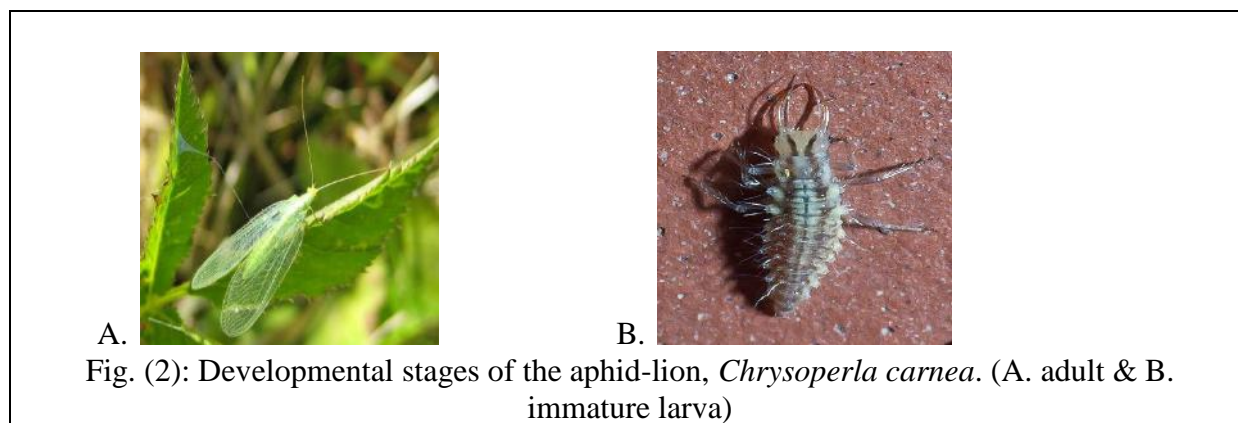 A.
B.
Fig. (2): Developmental stages of the aphid-lion, Chrysoperla carnea. (A. adult & B.
immature larva)